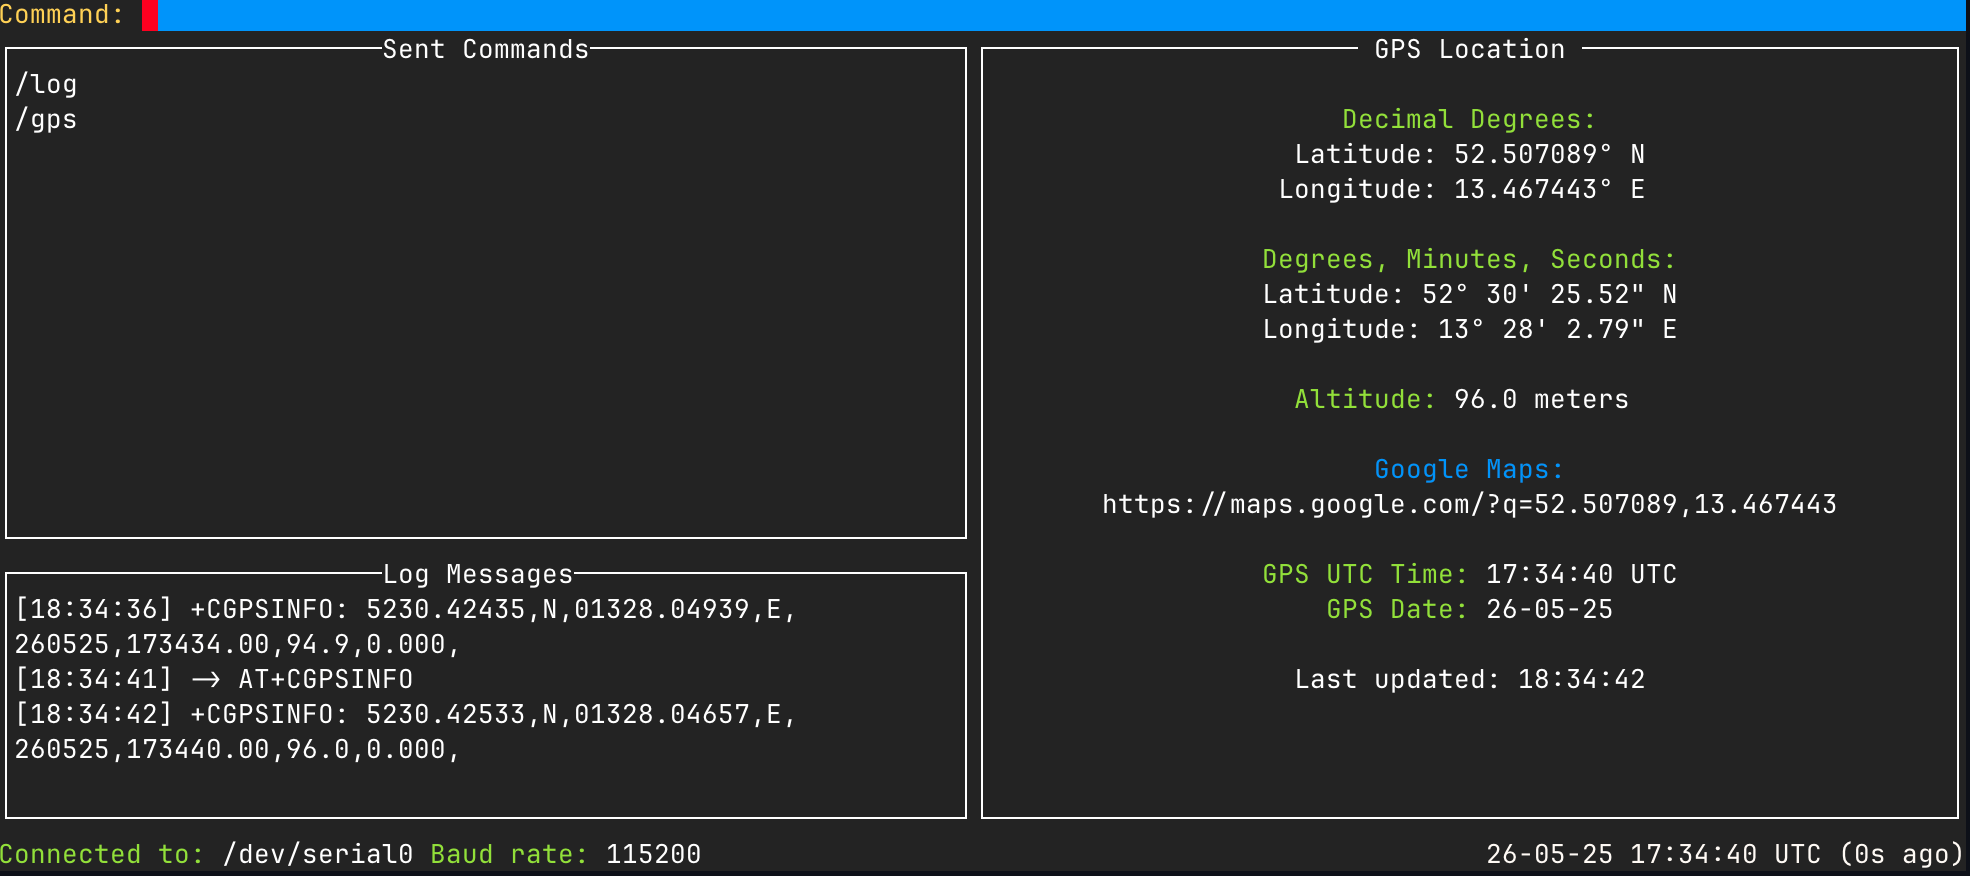 Command:
Sent Commands
/log
/gps
Log Messages
[18:34:36] +CGPSINFO: 5230.42435,N,01328.04939,E,
260525,173434.00,94.9,0.000,
[18:34:41] -> AT+CGPSINFO
[18:34:42] +CGPSINFO: 5230.42533,N,01328.04657,E,
260525,173440.00,96.0,0.000,
GPS Location
Decimal Degrees:
Latitude: 52.507089° N
Longitude: 13.467443° E
Degrees, Minutes, Seconds:
Latitude: 52° 30' 25.52" N
Longitude: 13° 28' 2.79" E
Altitude: 96.0 meters
Google Maps:
https://maps.google.com/?q=52.507089,13.467443
GPS UTC Time: 17:34:40 UTC
GPS Date: 26-05-25
Last updated: 18:34:42
Connected to: /dev/serial0 Baud rate: 115200
26-05-25 17:34:40 UTC (0s ago)